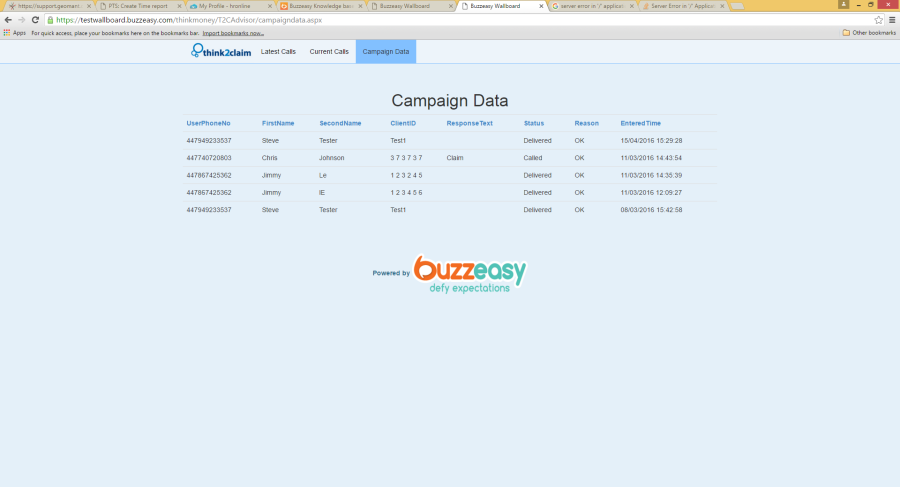 https://support.geomant
PTS: Create Time report
My Profile – hronline
Buzzeasy Knowledge base
Buzzeasy Wallboard
Buzzeasy Wallboard
server error in '/' applicatio
Server Error in '/' Applicati
https://testwallboard.buzzeasy.com/thinkmoney/T2CAdvisor/campaigndata.aspx
Apps For quick access, place your bookmarks here on the bookmarks bar. Import bookmarks now... Other bookmarks
think2claim Latest Calls Current Calls Campaign Data
Campaign Data
UserPhoneNo FirstName SecondName ClientID ResponseText Status Reason EnteredTime
447949233537 Steve Tester Test1 Delivered OK 15/04/2016 15:29:28
447740720803 Chris Johnson 3 7 3 7 3 7 Claim Called OK 11/03/2016 14:43:54
447867425362 Jimmy Le 1 2 3 2 4 5 Delivered OK 11/03/2016 14:35:39
447867425362 Jimmy lE 1 2 3 4 5 6 Delivered OK 11/03/2016 12:09:27
447949233537 Steve Tester Test1 Delivered OK 08/03/2016 15:42:58
Powered by buzzeasy
defy expectations